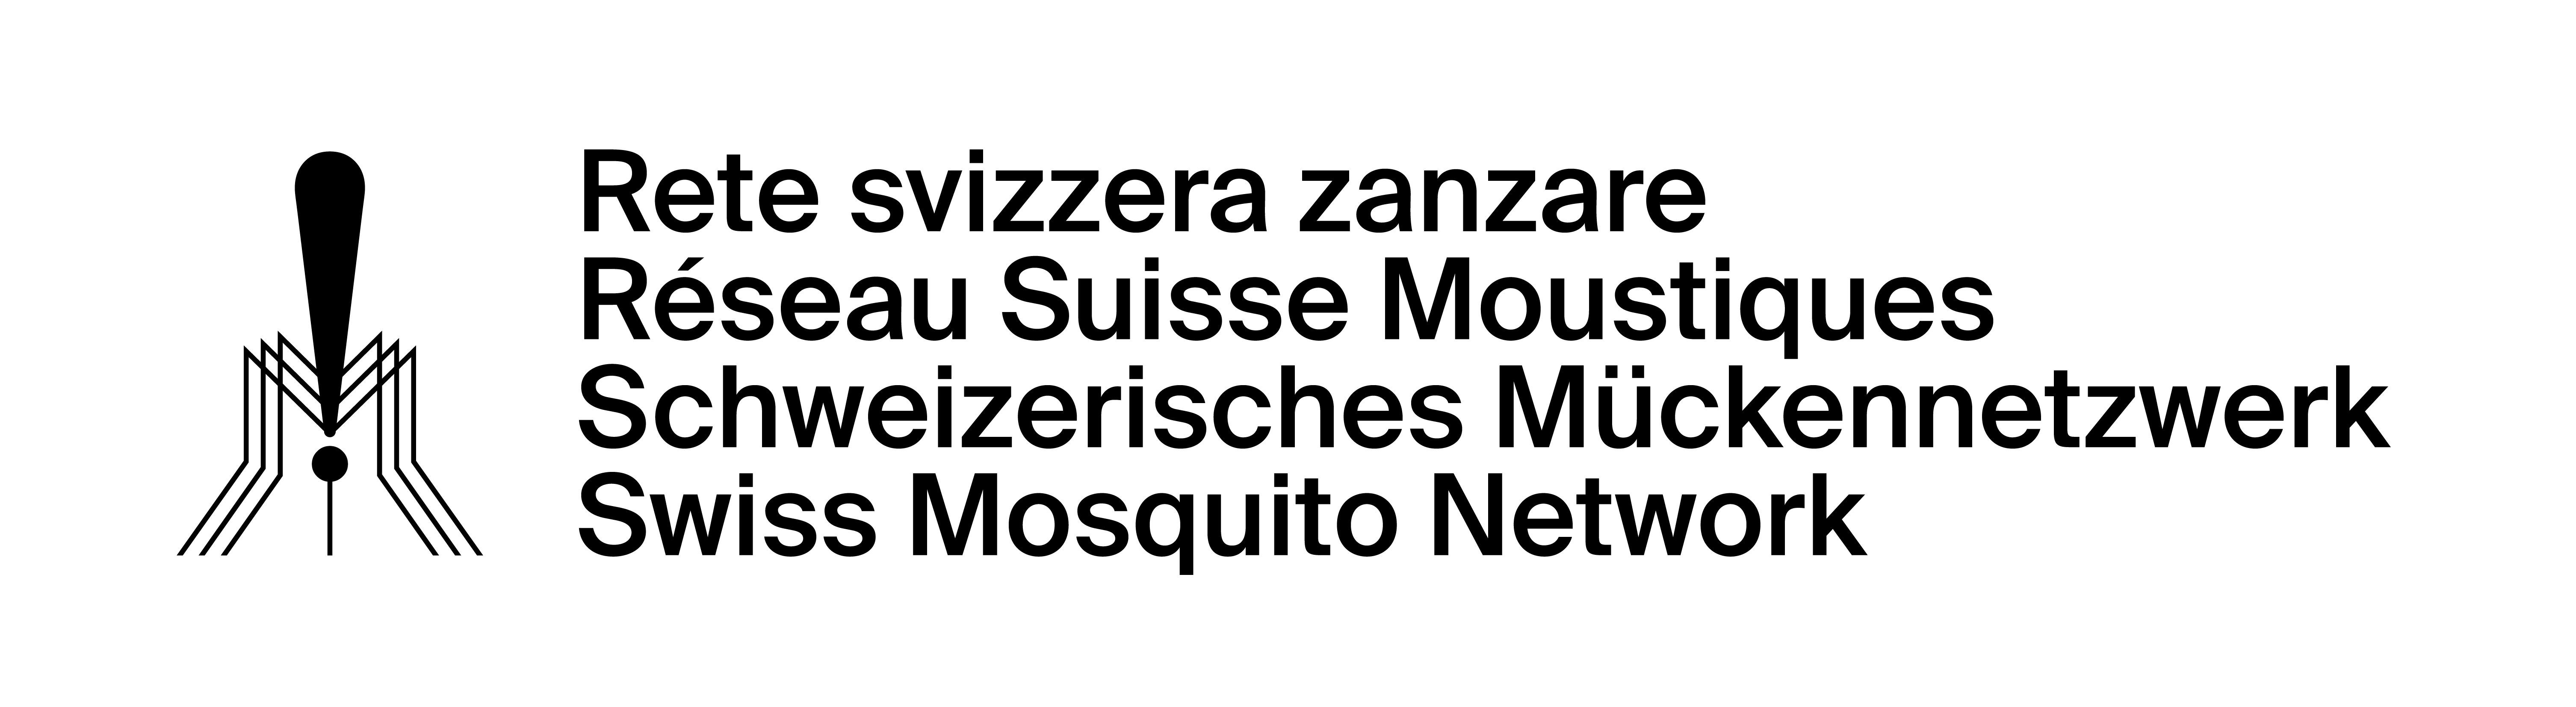 Rete svizzera zanzare
Réseau Suisse Moustiques
Schweizerisches Mückennetzwerk
Swiss Mosquito Network